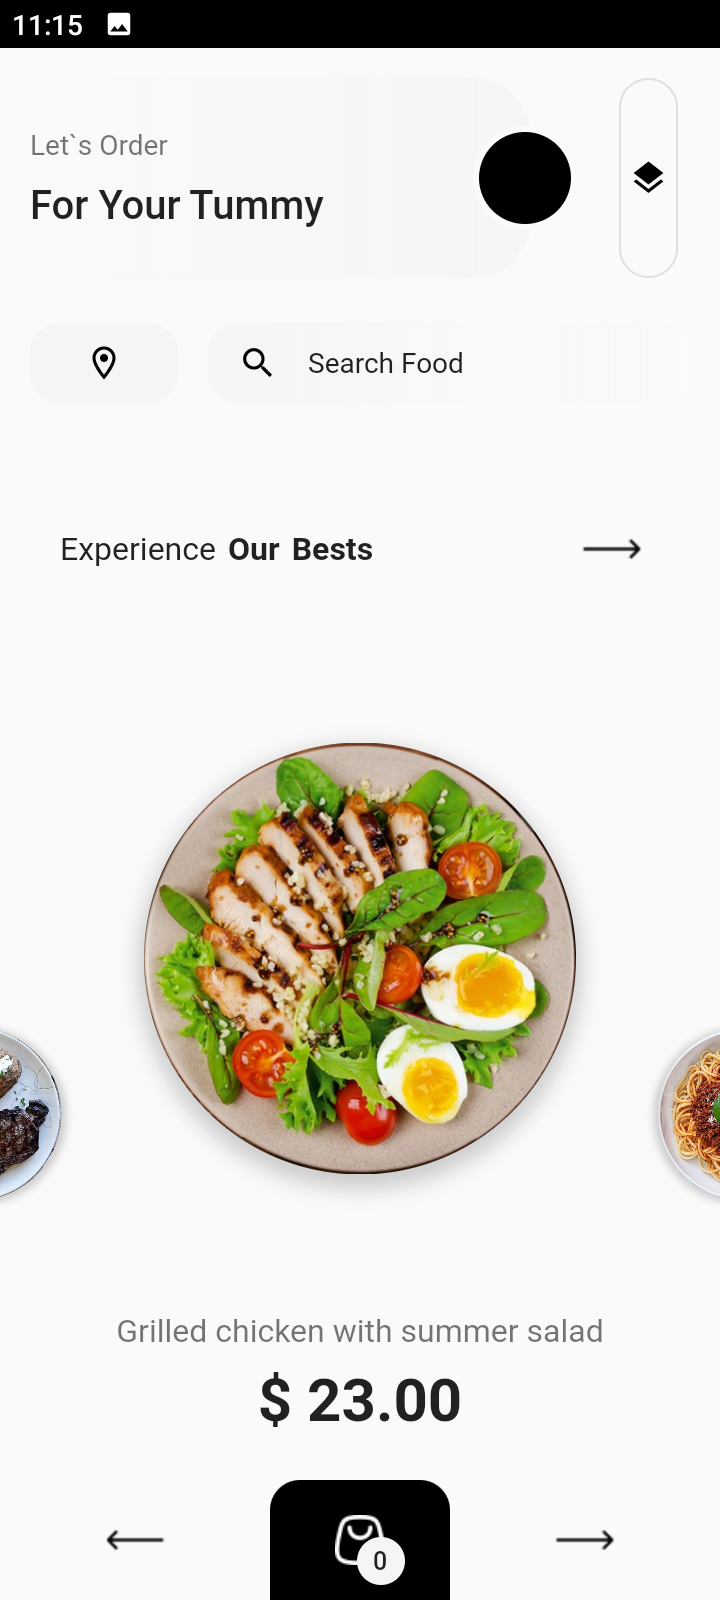 11:15
Let`s Order
For Your Tummy
Search Food
Experience Our Bests
Grilled chicken with summer salad
$ 23.00
0